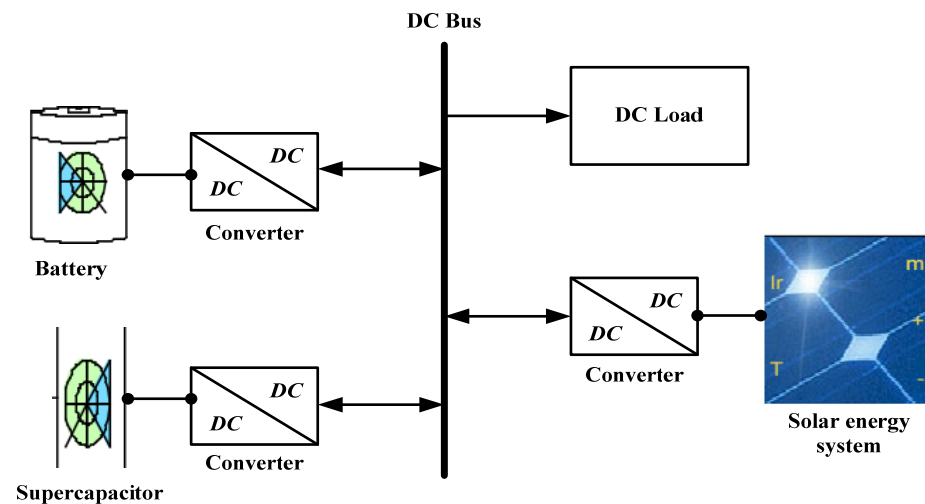 DC Bus
DC Load
DC
DC
Converter
Battery
Ir
m
DC
DC
Converter
+
T
-
Solar energy
system
DC
DC
Converter
Supercapacitor